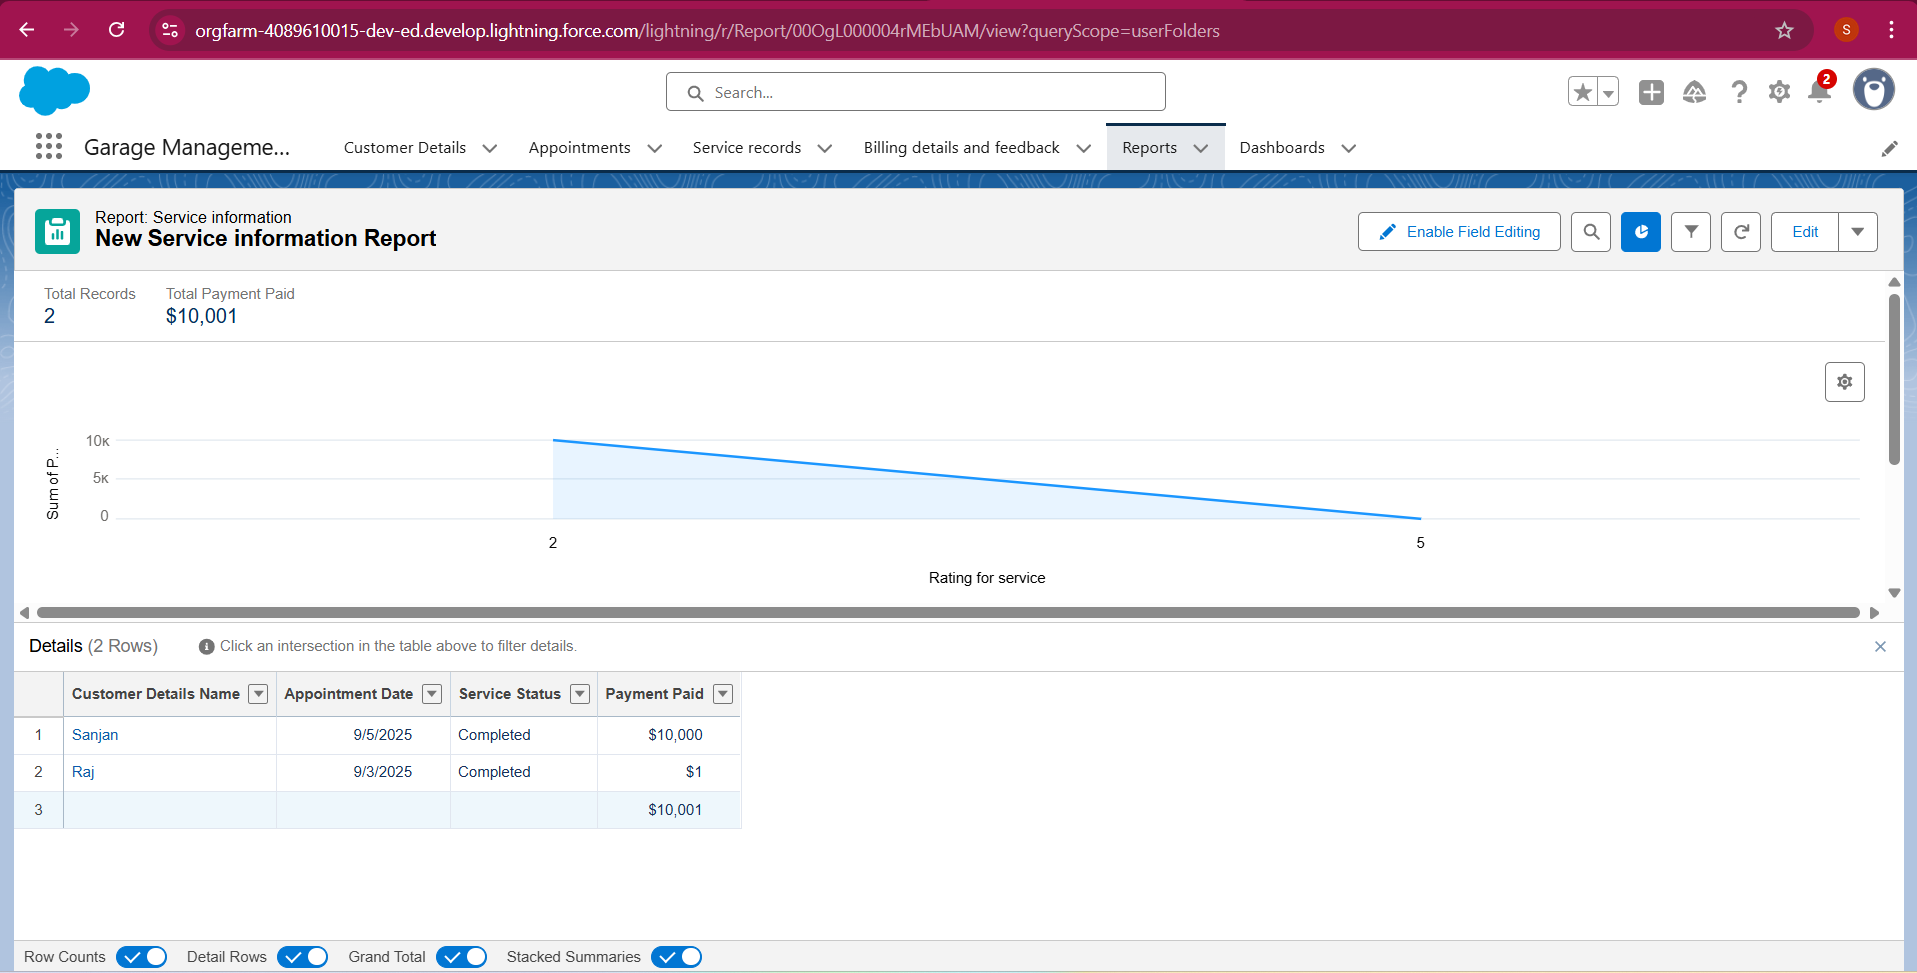 orgfarm-4089610015-dev-ed.develop.lightning.force.com/lightning/r/Report/00OgL000004rMEbUAM/view?queryScope=userFolders
S
Search...
2
Garage Manageme...
Customer Details
Appointments
Service records
Billing details and feedback
Reports
Dashboards
Report: Service information
New Service information Report
Enable Field Editing
Edit
Total Records
Total Payment Paid
2
$10,001
Sum of P...
10K
5K
0
2
5
Rating for service
Details (2 Rows)
Click an intersection in the table above to filter details.
Customer Details Name Appointment Date Service Status Payment Paid
1 Sanjan 9/5/2025 Completed $10,000
2 Raj 9/3/2025 Completed $1
3 $10,001
Row Counts Detail Rows Grand Total Stacked Summaries